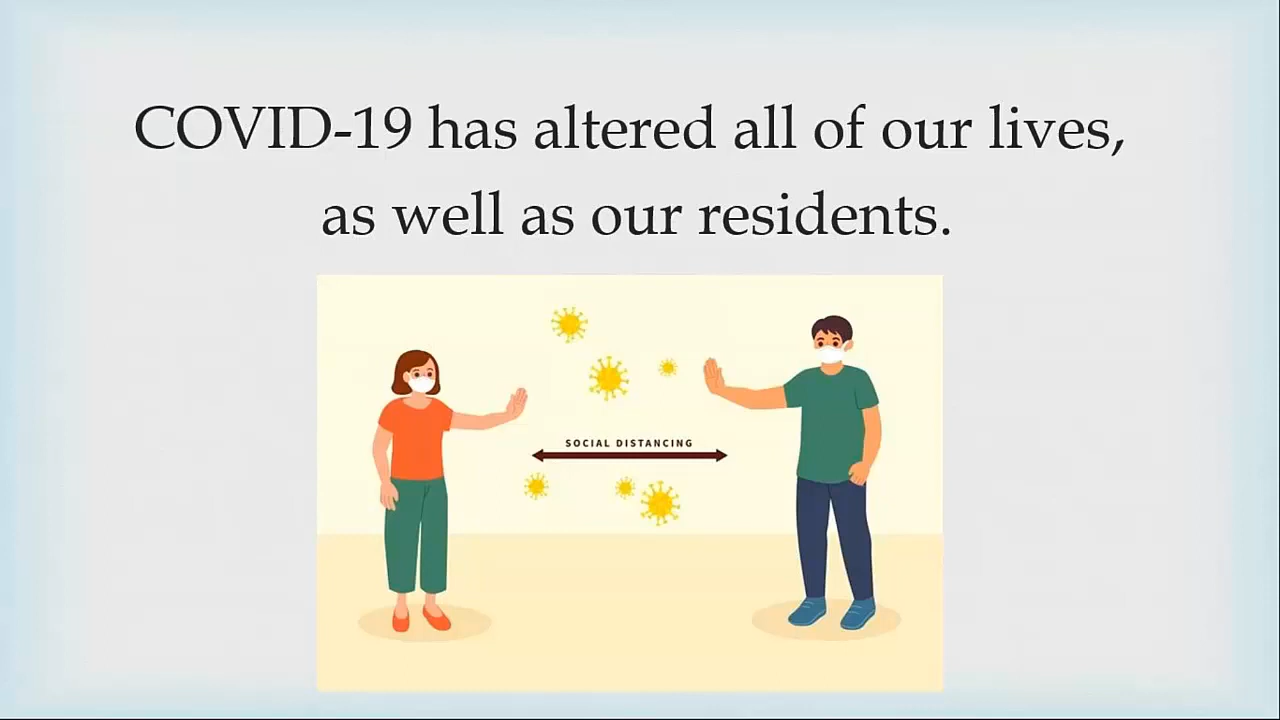 COVID-19 has altered all of our lives,
as well as our residents.
SOCIAL DISTANCING